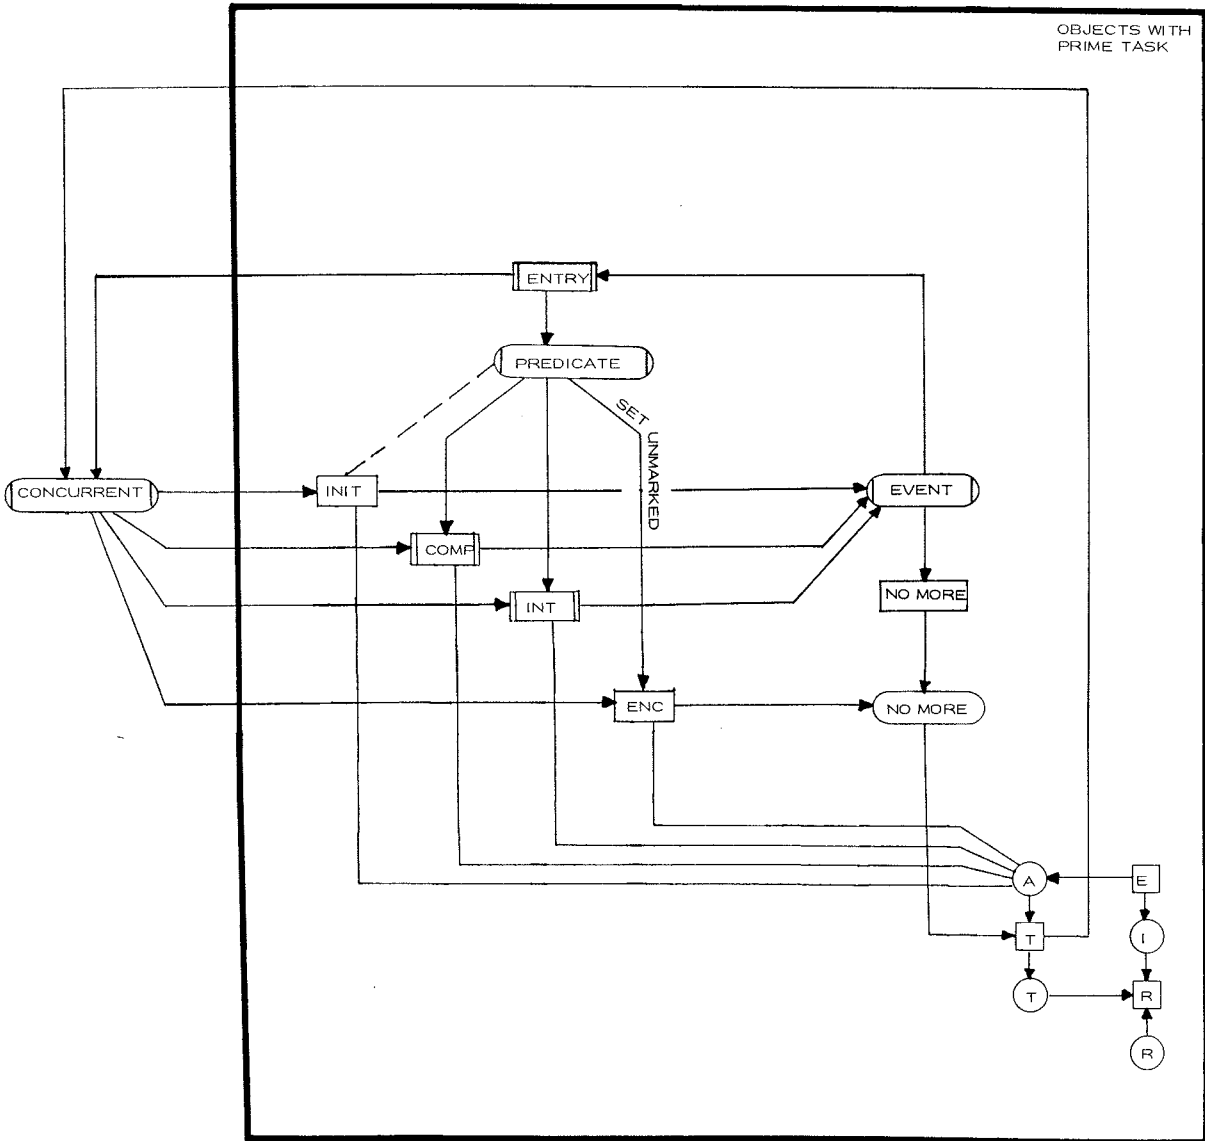 OBJECTS WITH
PRIME TASK
ENTRY
PREDICATE
SET
UNMARKED
CONCURRENT
INIT
EVENT
COMP
INT
NO MORE
ENC
NO MORE
A
E
T
I
T
R
R